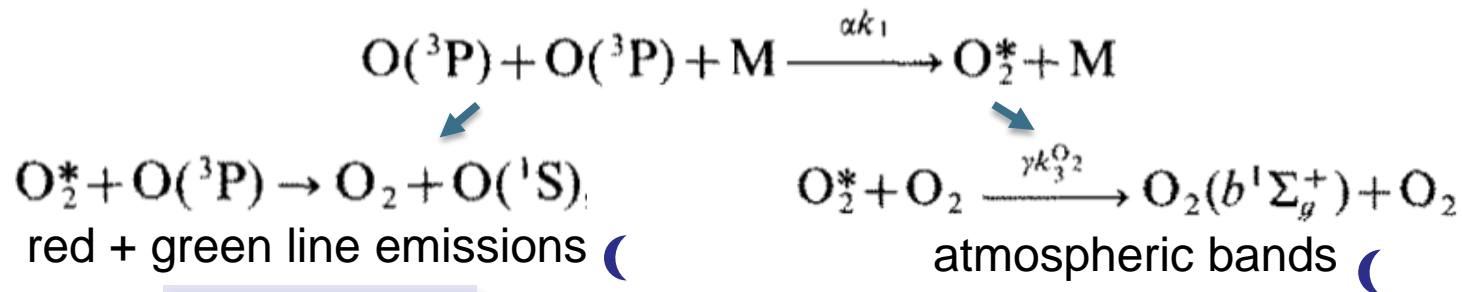 O(³P)+O(³P)+M —αk₁→ O₂*+M
O₂*+O(³P)→O₂+O(¹S),
O₂*+O₂ —γk₃^O₂→ O₂(b¹Σg⁺)+O₂
red + green line emissions
atmospheric bands